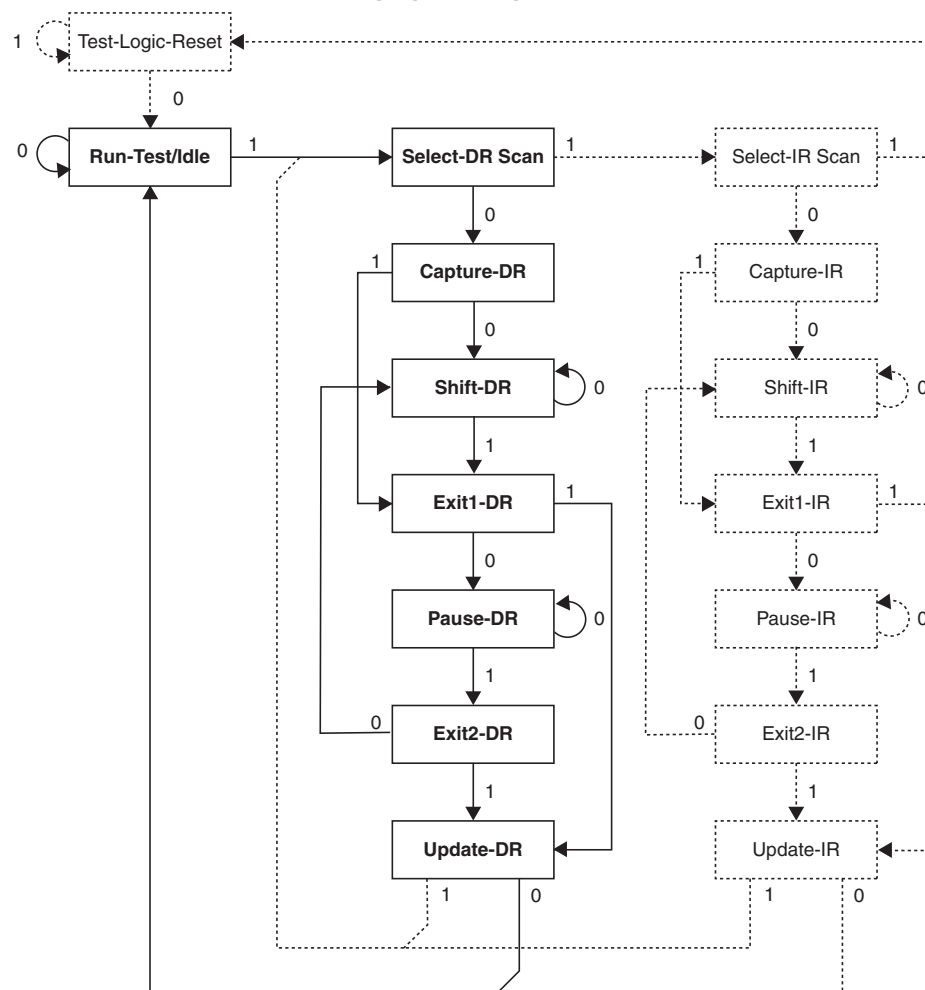 1 Test-Logic-Reset
0
0 Run-Test/Idle 1 Select-DR Scan 1 Select-IR Scan 1
0 0
1 Capture-DR 1 Capture-IR
0 0
Shift-DR 0 Shift-IR 0
1 1
Exit1-DR 1 Exit1-IR 1
0 0
Pause-DR 0 Pause-IR 0
1 1
0 Exit2-DR 0 Exit2-IR
1 1
Update-DR Update-IR
1 0 1 0